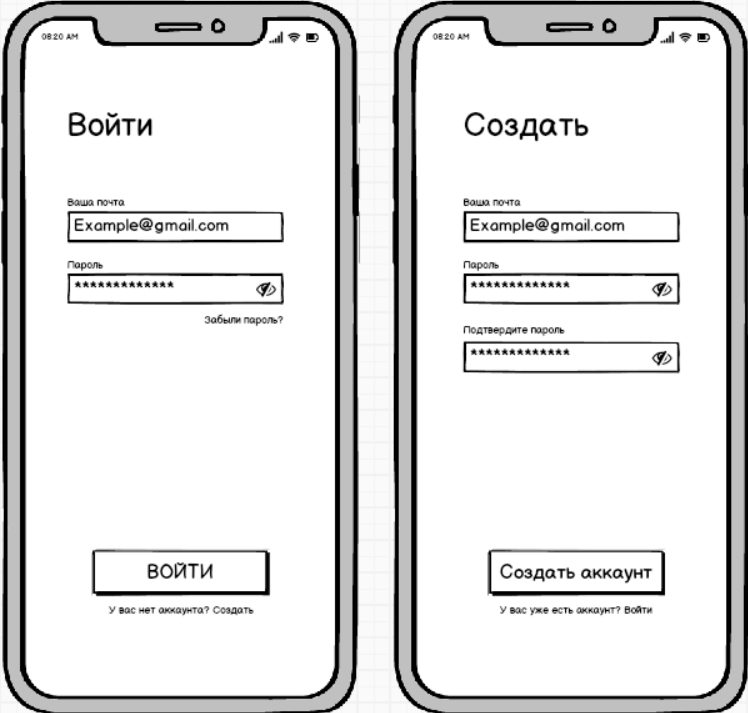 08:20 AM
Войти
Ваша почта
Example@gmail.com
Пароль
*************
Забыли пароль?
ВОЙТИ
У вас нет аккаунта? Создать
08:20 AM
Создать
Ваша почта
Example@gmail.com
Пароль
*************
Подтвердите пароль
*************
Создать аккаунт
У вас уже есть аккаунт? Войти